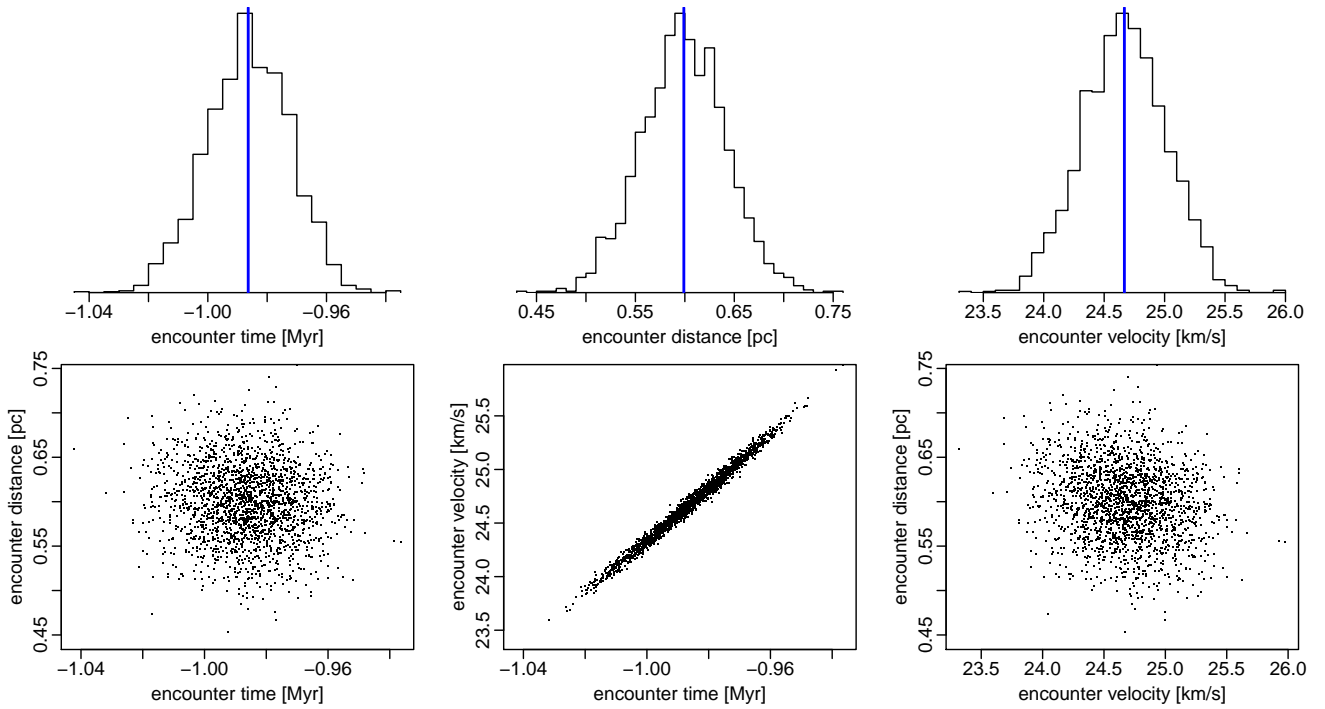 −1.04 −1.00 −0.96
encounter time [Myr]
0.45 0.55 0.65 0.75
encounter distance [pc]
23.5 24.0 24.5 25.0 25.5 26.0
encounter velocity [km/s]
0.45 0.55 0.65 0.75
encounter distance [pc]
−1.04 −1.00 −0.96
encounter time [Myr]
23.5 24.0 24.5 25.0 25.5
encounter velocity [km/s]
−1.04 −1.00 −0.96
encounter time [Myr]
0.45 0.55 0.65 0.75
encounter distance [pc]
23.5 24.0 24.5 25.0 25.5 26.0
encounter velocity [km/s]